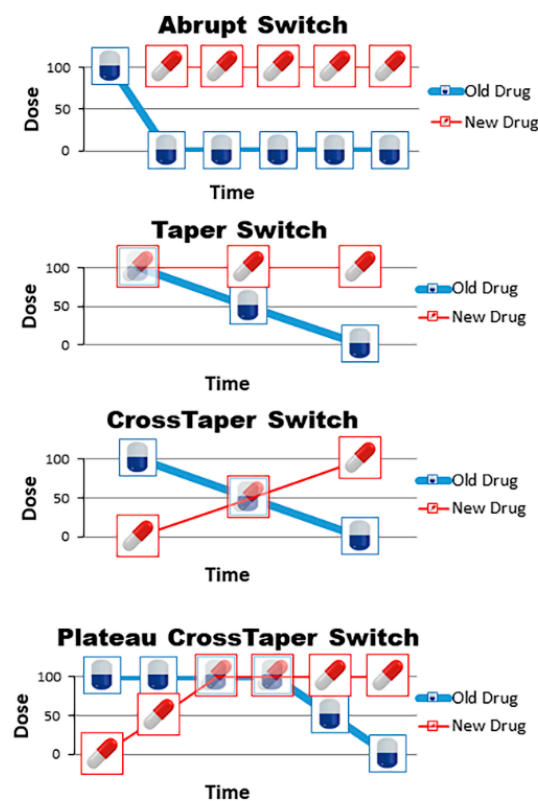 Abrupt Switch
100
50
0
Dose
Time
Old Drug
New Drug
Taper Switch
100
50
0
Dose
Time
Old Drug
New Drug
CrossTaper Switch
100
50
0
Dose
Time
Old Drug
New Drug
Plateau CrossTaper Switch
100
50
0
Dose
Time
Old Drug
New Drug